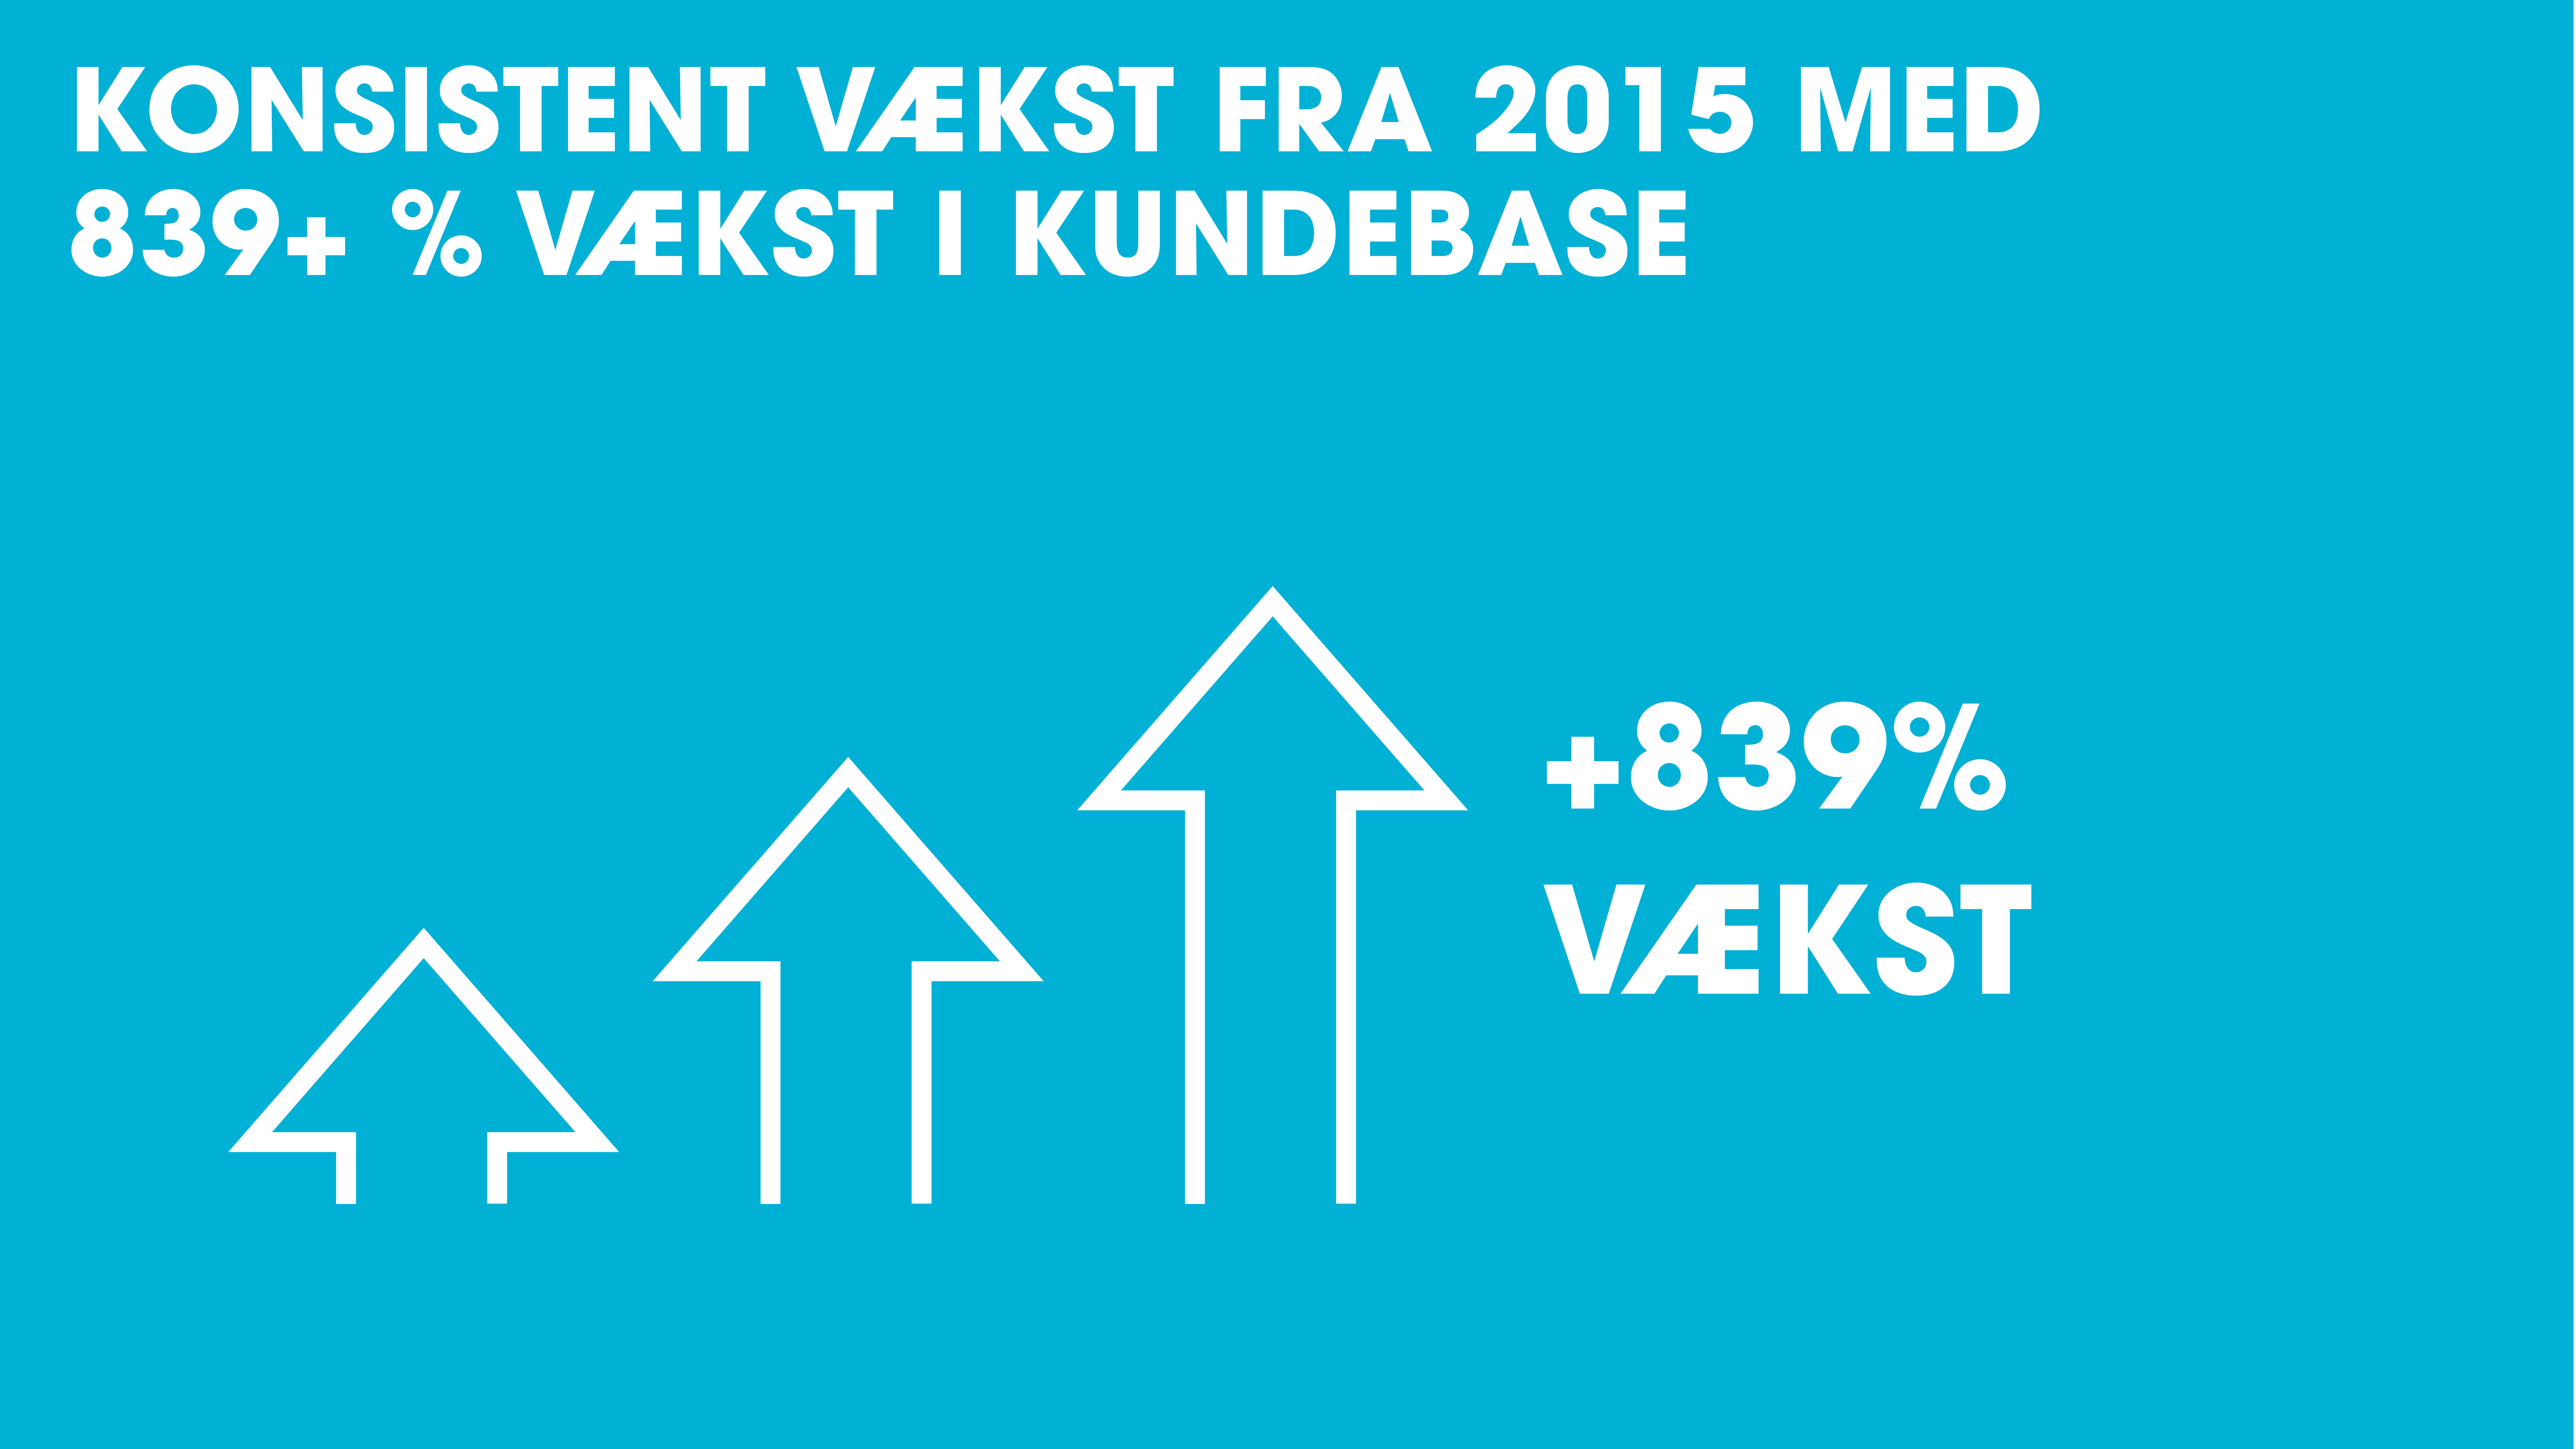 KONSISTENT VÆKST FRA 2015 MED
839+ % VÆKST I KUNDEBASE
+839%
VÆKST